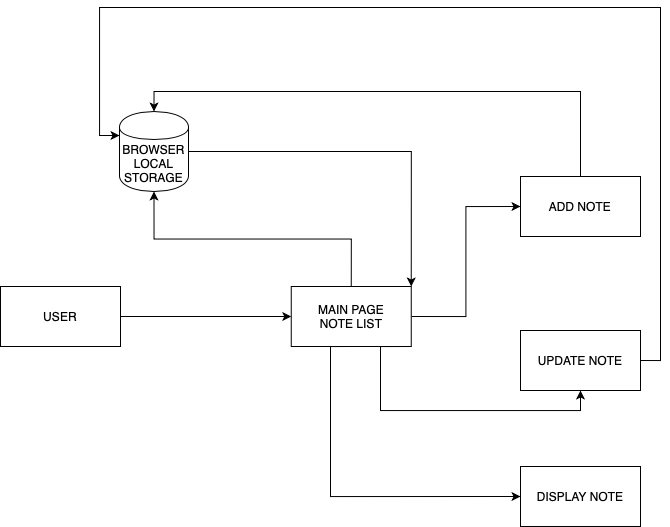 BROWSER
LOCAL
STORAGE
ADD NOTE
USER
MAIN PAGE
NOTE LIST
UPDATE NOTE
DISPLAY NOTE